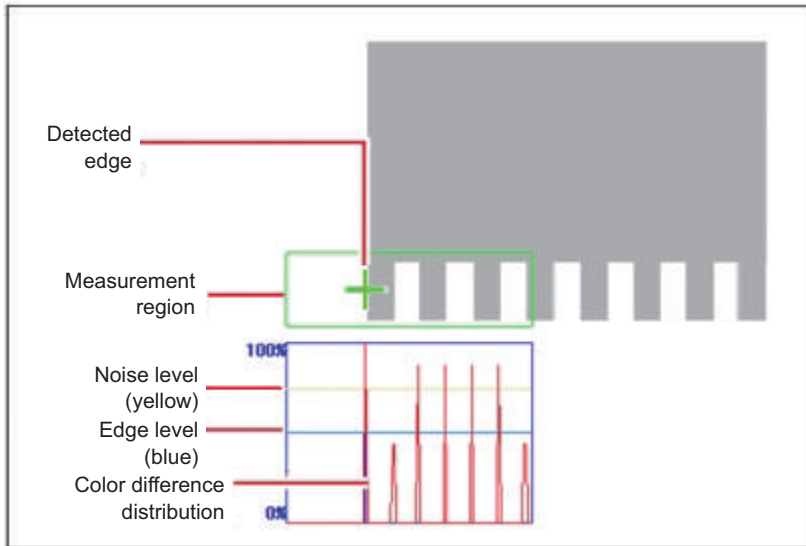 Detected
edge
Measurement
region
100%
Noise level
(yellow)
Edge level
(blue)
Color difference
distribution
0%